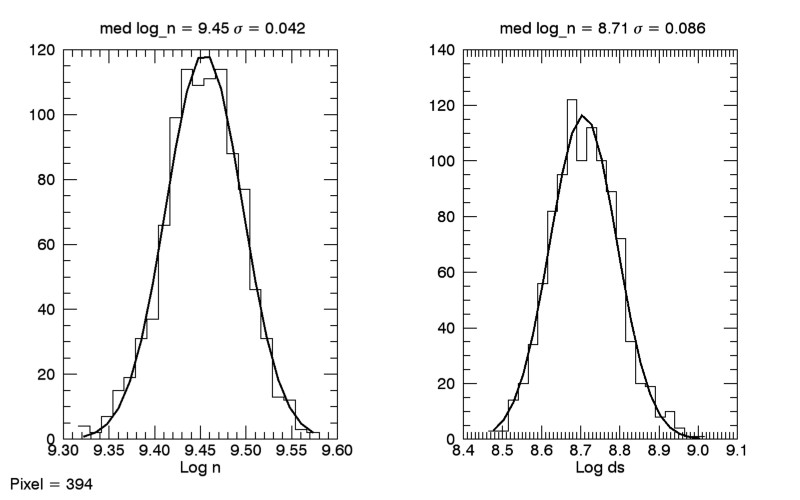 med log_n = 9.45 σ = 0.042
120
100
80
60
40
20
0
9.30 9.35 9.40 9.45 9.50 9.55 9.60
Log n
med log_n = 8.71 σ = 0.086
140
120
100
80
60
40
20
0
8.4 8.5 8.6 8.7 8.8 8.9 9.0 9.1
Log ds
Pixel = 394